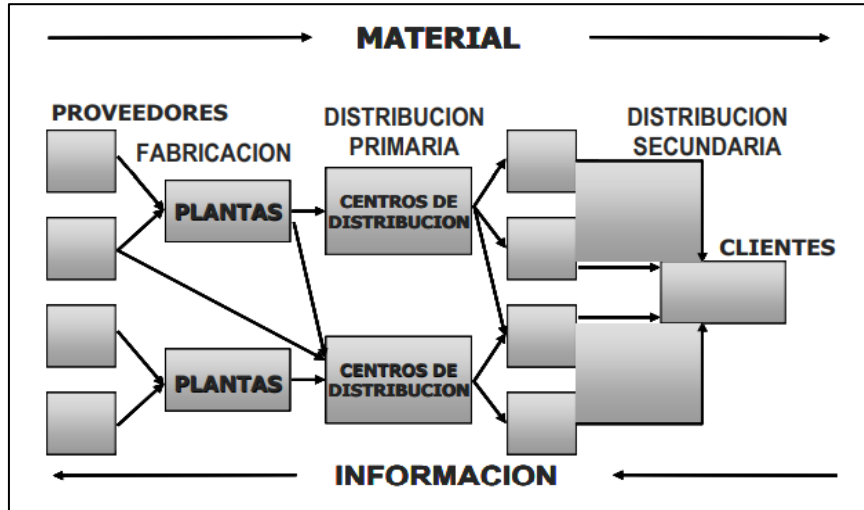 MATERIAL
PROVEEDORES
FABRICACION
DISTRIBUCION
PRIMARIA
DISTRIBUCION
SECUNDARIA
PLANTAS
CENTROS DE
DISTRIBUCION
CLIENTES
PLANTAS
CENTROS DE
DISTRIBUCION
INFORMACION